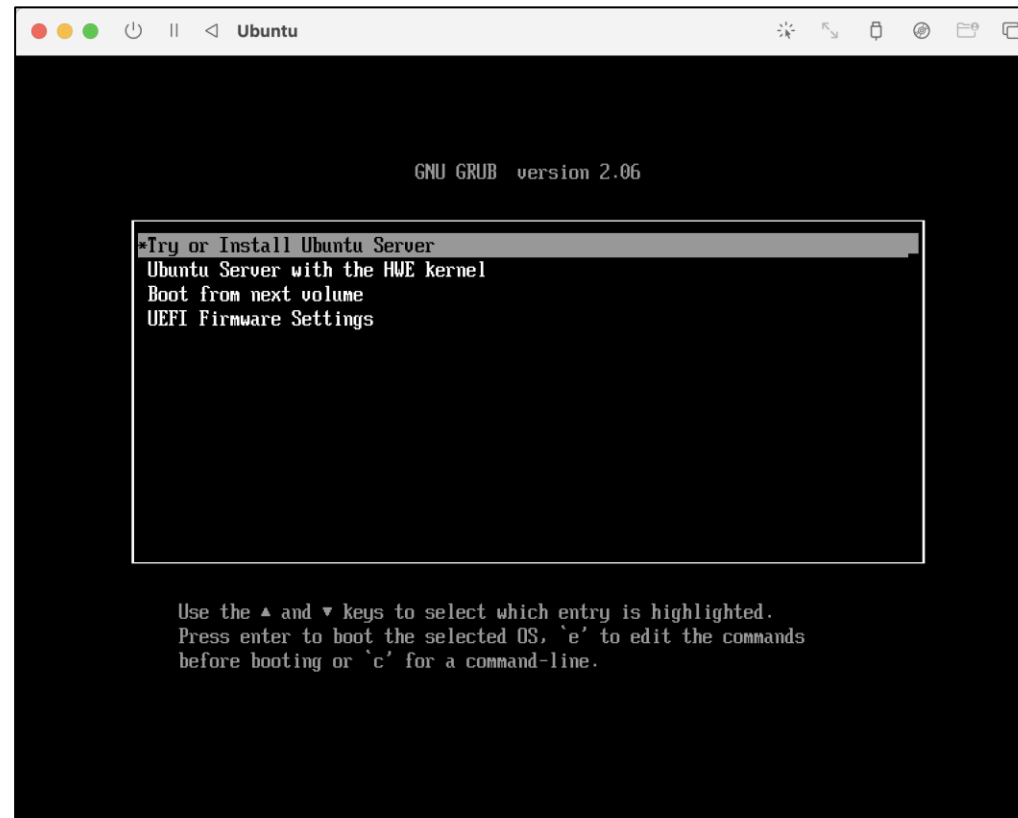 Ubuntu
GNU GRUB  version 2.06
*Try or Install Ubuntu Server
Ubuntu Server with the HWE kernel
Boot from next volume
UEFI Firmware Settings
Use the ▲ and ▼ keys to select which entry is highlighted.
Press enter to boot the selected OS, `e' to edit the commands
before booting or `c' for a command-line.